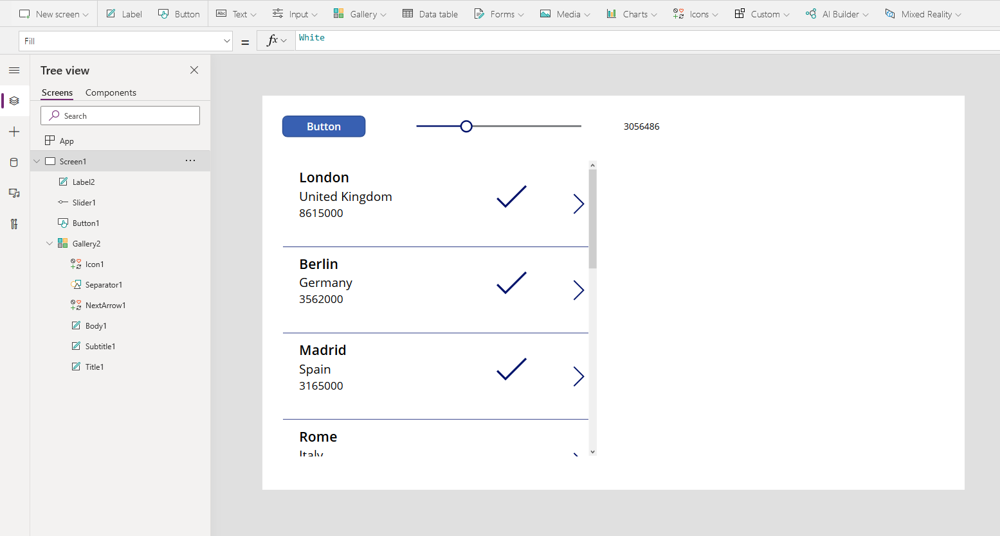 New screen Label Button Text Input Gallery Data table Forms Media Charts Icons Custom AI Builder Mixed Reality
Fill = fx White
Tree view
Screens Components
Search
App
Screen1
Label2
Slider1
Button1
Gallery2
Icon1
Separator1
NextArrow1
Body1
Subtitle1
Title1
Button 3056486
London
United Kingdom
8615000
Berlin
Germany
3562000
Madrid
Spain
3165000
Rome
Italy